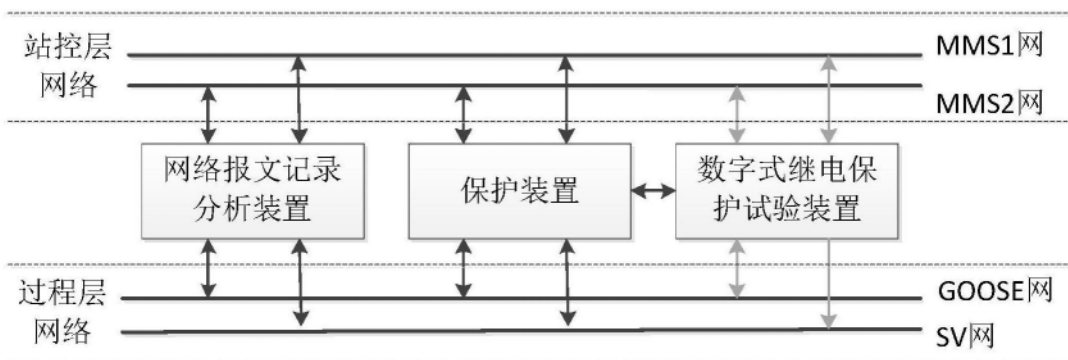 站控层
网络
MMS1网
MMS2网
网络报文记录
分析装置
保护装置
数字式继电保
护试验装置
过程层
网络
GOOSE网
SV网